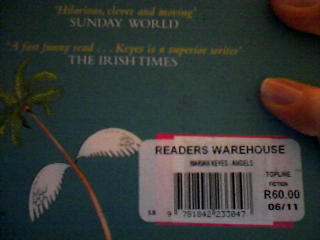 'Hilarious, clever and moving'
SUNDAY WORLD
'A fast funny read . . . Keyes is a superior writer'
THE IRISH TIMES
READERS WAREHOUSE
MARIAN KEYES - ANGELS
TOPLINE
FICTION
R60.00
06/11
S.R 9 781842 233047